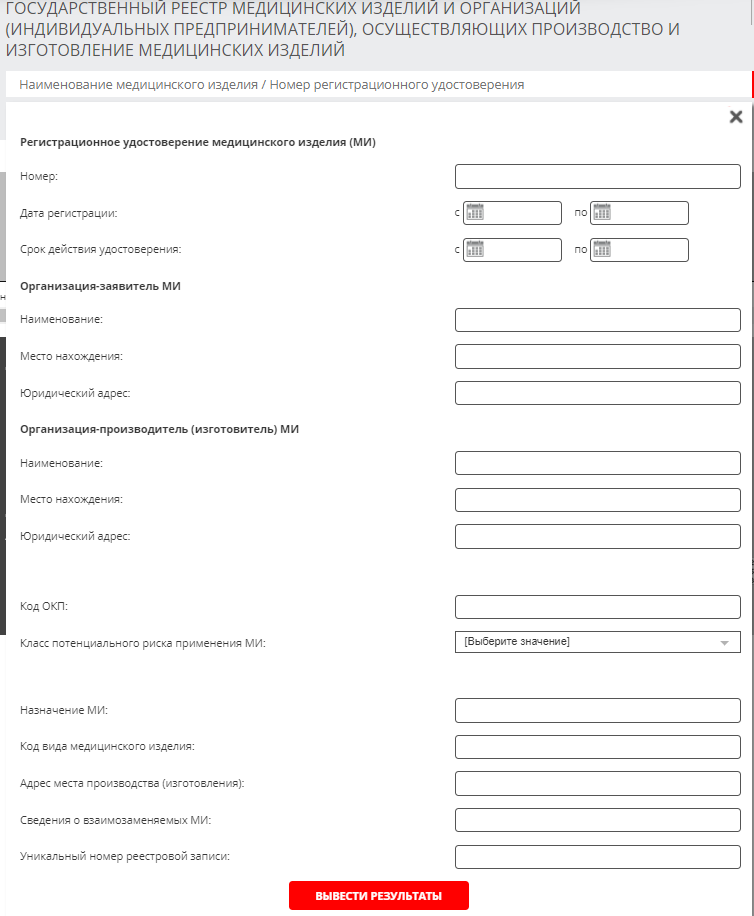 ГОСУДАРСТВЕННЫЙ РЕЕСТР МЕДИЦИНСКИХ ИЗДЕЛИЙ И ОРГАНИЗАЦИЙ
(ИНДИВИДУАЛЬНЫХ ПРЕДПРИНИМАТЕЛЕЙ), ОСУЩЕСТВЛЯЮЩИХ ПРОИЗВОДСТВО И
ИЗГОТОВЛЕНИЕ МЕДИЦИНСКИХ ИЗДЕЛИЙ
Наименование медицинского изделия / Номер регистрационного удостоверения
Регистрационное удостоверение медицинского изделия (МИ)
Номер:
Дата регистрации: с по
Срок действия удостоверения: с по
Организация-заявитель МИ
Наименование:
Место нахождения:
Юридический адрес:
Организация-производитель (изготовитель) МИ
Наименование:
Место нахождения:
Юридический адрес:
Код ОКП:
Класс потенциального риска применения МИ: [Выберите значение]
Назначение МИ:
Код вида медицинского изделия:
Адрес места производства (изготовления):
Сведения о взаимозаменяемых МИ:
Уникальный номер реестровой записи:
ВЫВЕСТИ РЕЗУЛЬТАТЫ